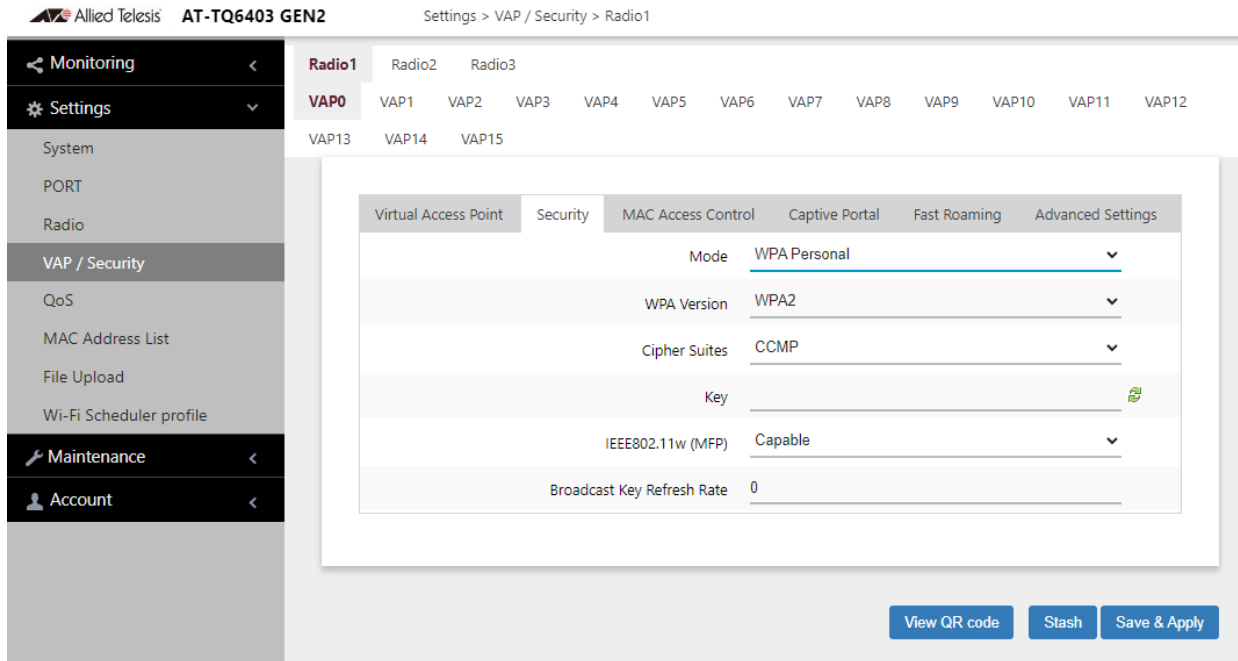 Allied Telesis AT-TQ6403 GEN2 Settings > VAP / Security > Radio1
Monitoring
Settings
System
PORT
Radio
VAP / Security
QoS
MAC Address List
File Upload
Wi-Fi Scheduler profile
Maintenance
Account
Radio1 Radio2 Radio3
VAP0 VAP1 VAP2 VAP3 VAP4 VAP5 VAP6 VAP7 VAP8 VAP9 VAP10 VAP11 VAP12
VAP13 VAP14 VAP15
Virtual Access Point Security MAC Access Control Captive Portal Fast Roaming Advanced Settings
Mode WPA Personal
WPA Version WPA2
Cipher Suites CCMP
Key
IEEE802.11w (MFP) Capable
Broadcast Key Refresh Rate 0
View QR code Stash Save & Apply